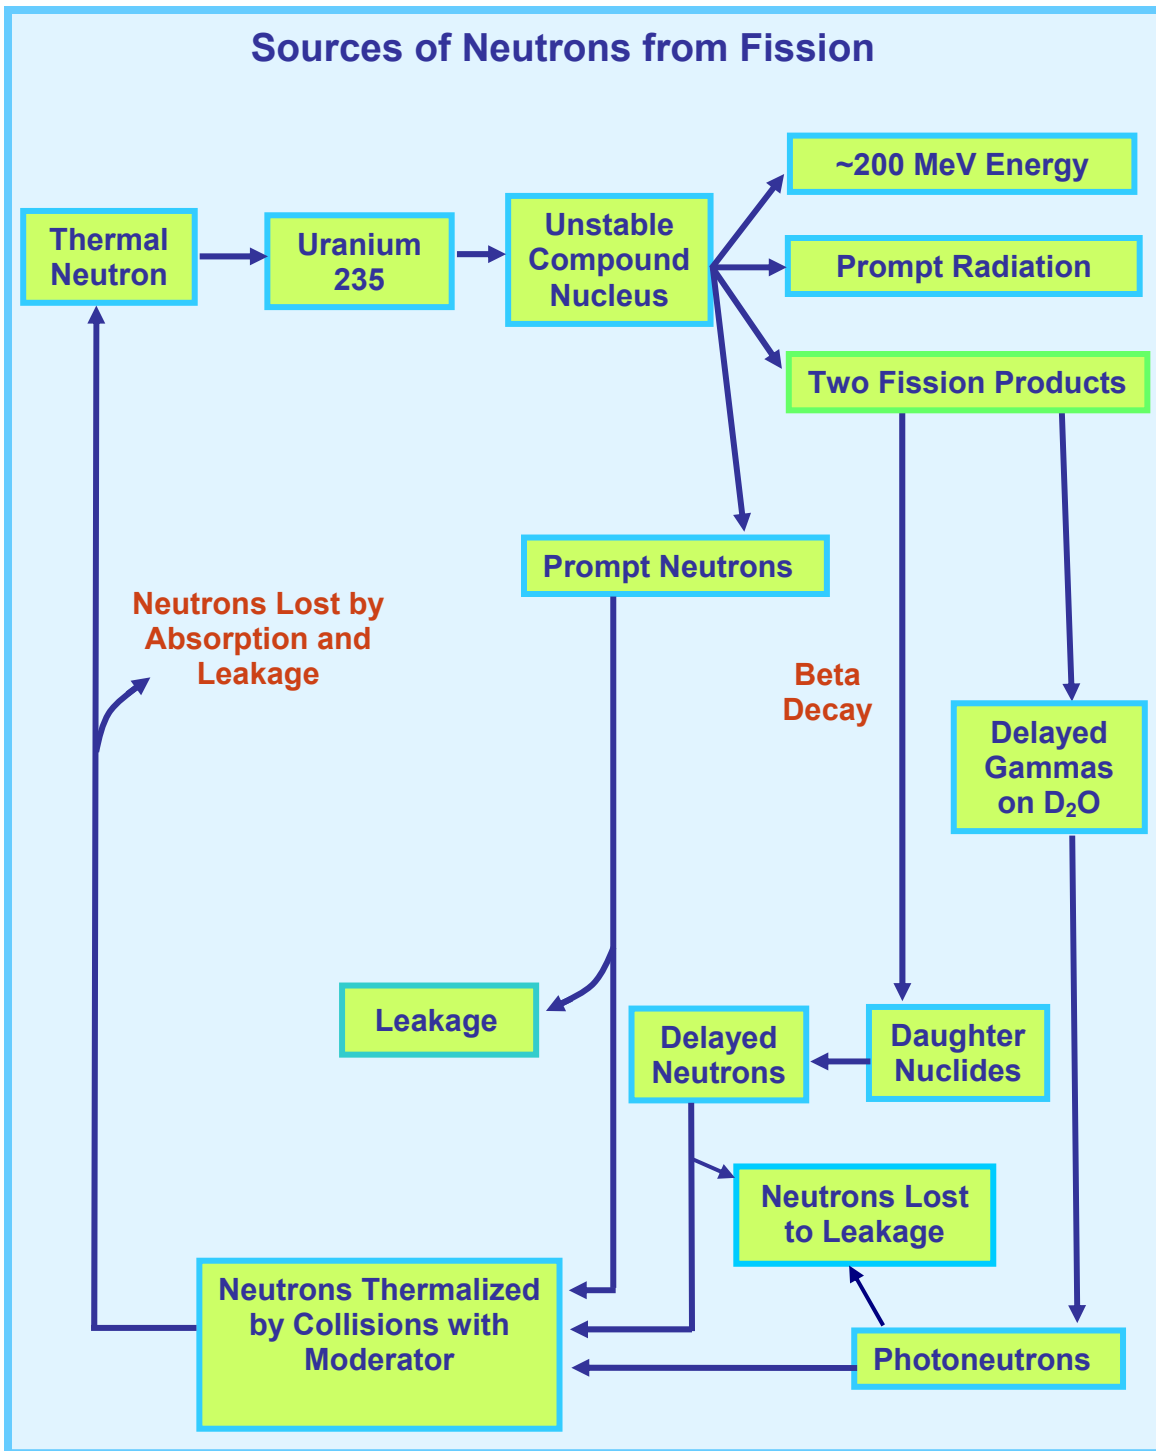 Sources of Neutrons from Fission
~200 MeV Energy
Thermal
Neutron
Uranium
235
Unstable
Compound
Nucleus
Prompt Radiation
Two Fission Products
Prompt Neutrons
Neutrons Lost by
Absorption and
Leakage
Beta
Decay
Delayed
Gammas
on D₂O
Leakage
Delayed
Neutrons
Daughter
Nuclides
Neutrons Lost
to Leakage
Neutrons Thermalized
by Collisions with
Moderator
Photoneutrons